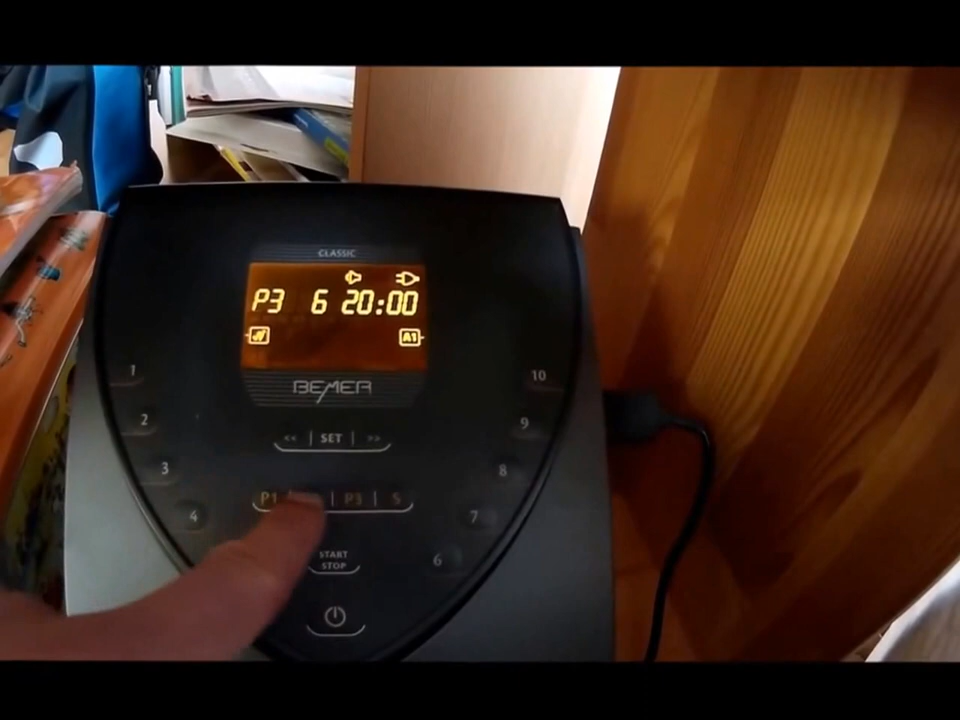 CLASSIC
P3 6 20:00
A1
BEMER
1
10
2
9
<< | SET | >>
3
8
P1 | P3 | S
4
7
START
STOP
6